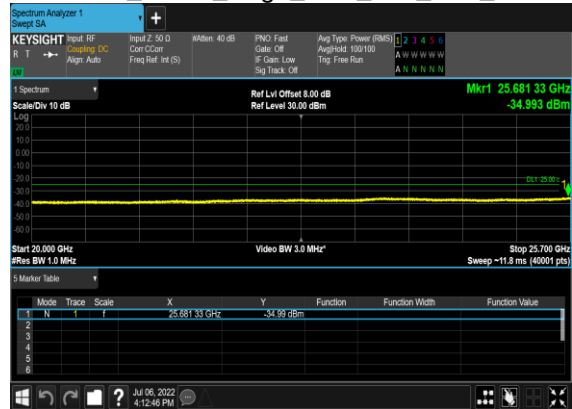 Spectrum Analyzer 1
Swept SA
+
KEYSIGHT Input: RF Input Z: 50 Ω #Atten: 40 dB PNO: Fast Avg Type: Power (RMS) 1 2 3 4 5 6
R T Coupling: DC Corr CCorr Gate: Off Avg|Hold: 100/100 A W W W W W
Align: Auto Freq Ref: Int (S) IF Gain: Low Trig: Free Run
Sig Track: Off A N N N N N
1 Spectrum Ref Lvl Offset 8.00 dB Mkr1 25.681 33 GHz
Scale/Div 10 dB Ref Level 30.00 dBm -34.993 dBm
Log
20.0
10.0
0.00
-10.0
-20.0
-30.0
-40.0
-50.0
-60.0
1
Start 20.000 GHz Video BW 3.0 MHz* Stop 25.700 GHz
#Res BW 1.0 MHz Sweep ~11.8 ms (40001 pts)
5 Marker Table
Mode Trace Scale X Y Function Function Width Function Value
1 N 1 f 25.681 33 GHz -34.99 dBm
2
3
4
5
6
? Jul 06, 2022
4:12:46 PM